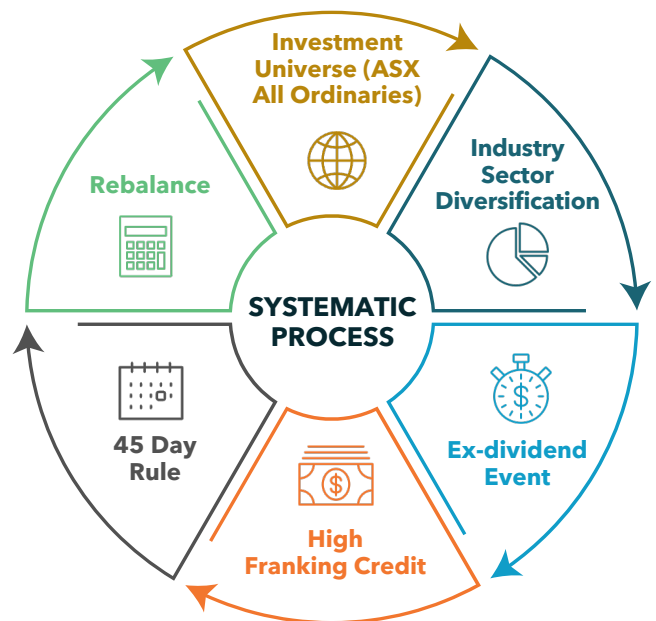 Investment
Universe (ASX
All Ordinaries)
Industry
Sector
Diversification
Ex-dividend
Event
High
Franking Credit
45 Day
Rule
Rebalance
SYSTEMATIC
PROCESS
$
$